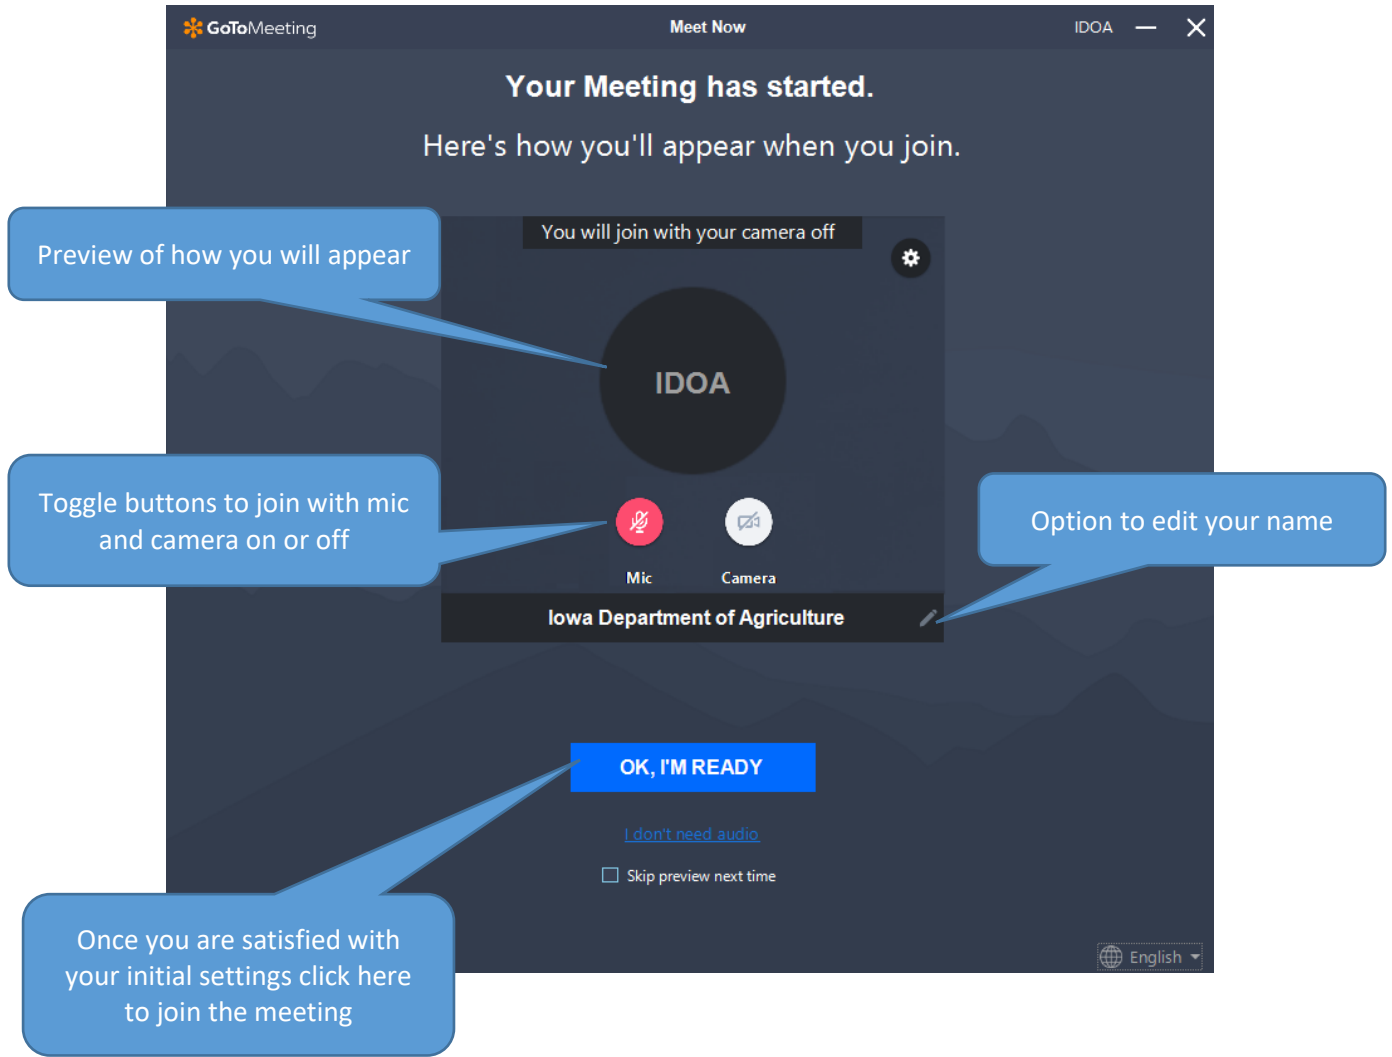 GoToMeeting
Meet Now
IDOA
Your Meeting has started.
Here's how you'll appear when you join.
Preview of how you will appear
You will join with your camera off
IDOA
Toggle buttons to join with mic
and camera on or off
Option to edit your name
Mic
Camera
Iowa Department of Agriculture
OK, I'M READY
I don't need audio
Skip preview next time
Once you are satisfied with
your initial settings click here
to join the meeting
English